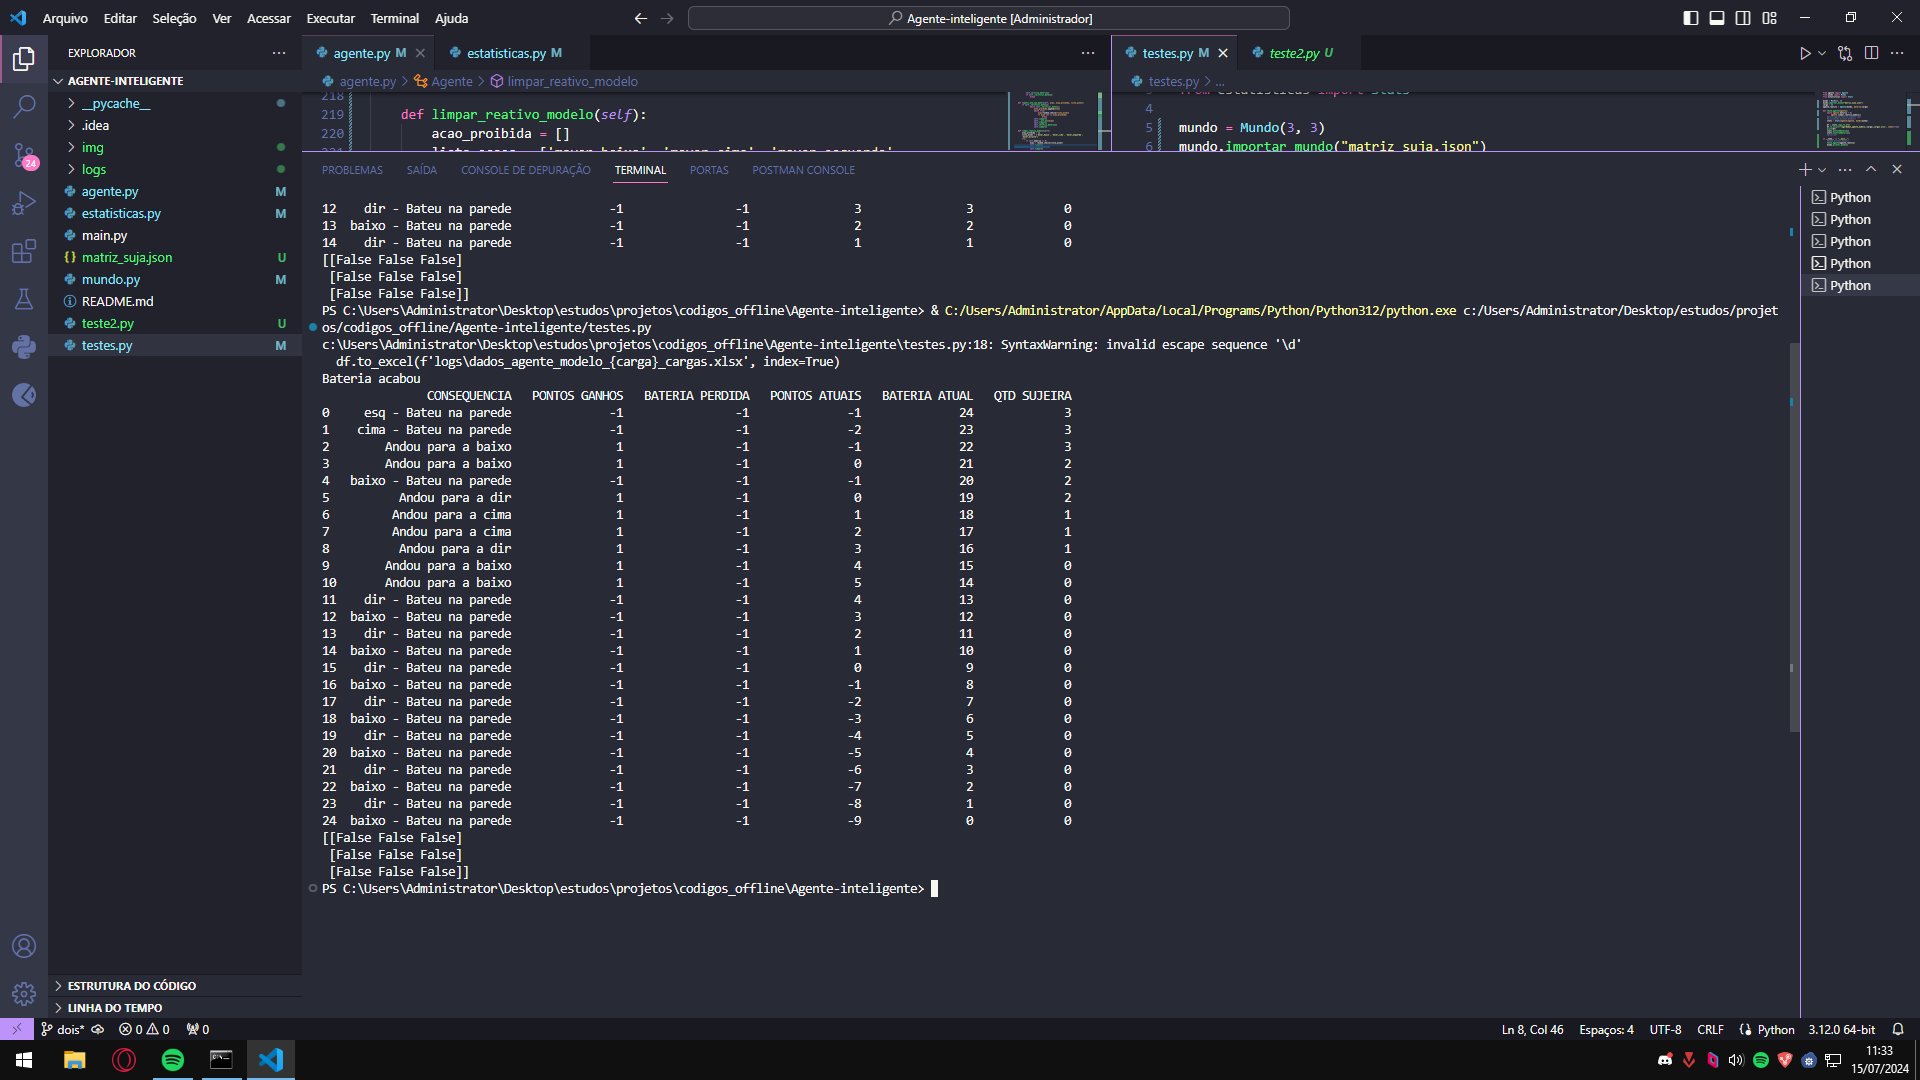 Arquivo Editar Seleção Ver Acessar Executar Terminal Ajuda
Agente-inteligente [Administrador]
EXPLORADOR
AGENTE-INTELIGENTE
__pycache__
.idea
img
logs
agente.py M
estatisticas.py M
main.py
matriz_suja.json U
mundo.py M
README.md
teste2.py U
testes.py M
ESTRUTURA DO CÓDIGO
LINHA DO TEMPO
24
agente.py M
estatisticas.py M
agente.py > Agente > limpar_reativo_modelo
218
219 def limpar_reativo_modelo(self):
220 acao_proibida = []
testes.py M
teste2.py U
testes.py > ...
4
5 mundo = Mundo(3, 3)
6 mundo.importar_mundo("matriz_suja.json")
PROBLEMAS SAÍDA CONSOLE DE DEPURAÇÃO TERMINAL PORTAS POSTMAN CONSOLE
12 dir - Bateu na parede -1 -1 3 3 0
13 baixo - Bateu na parede -1 -1 2 2 0
14 dir - Bateu na parede -1 -1 1 1 0
[[False False False]
[False False False]
[False False False]]
PS C:\Users\Administrator\Desktop\estudos\projetos\codigos_offline\Agente-inteligente> & C:/Users/Administrator/AppData/Local/Programs/Python/Python312/python.exe c:/Users/Administrator/Desktop/estudos/projet
os/codigos_offline/Agente-inteligente/testes.py
c:\Users\Administrator\Desktop\estudos\projetos\codigos_offline\Agente-inteligente\testes.py:18: SyntaxWarning: invalid escape sequence '\d'
df.to_excel(f'logs\dados_agente_modelo_{carga}_cargas.xlsx', index=True)
Bateria acabou
CONSEQUENCIA PONTOS GANHOS BATERIA PERDIDA PONTOS ATUAIS BATERIA ATUAL QTD SUJEIRA
0 esq - Bateu na parede -1 -1 -1 24 3
1 cima - Bateu na parede -1 -1 -2 23 3
2 Andou para a baixo 1 -1 -1 22 3
3 Andou para a baixo 1 -1 0 21 2
4 baixo - Bateu na parede -1 -1 -1 20 2
5 Andou para a dir 1 -1 0 19 2
6 Andou para a cima 1 -1 1 18 1
7 Andou para a cima 1 -1 2 17 1
8 Andou para a dir 1 -1 3 16 1
9 Andou para a baixo 1 -1 4 15 0
10 Andou para a baixo 1 -1 5 14 0
11 dir - Bateu na parede -1 -1 4 13 0
12 baixo - Bateu na parede -1 -1 3 12 0
13 dir - Bateu na parede -1 -1 2 11 0
14 baixo - Bateu na parede -1 -1 1 10 0
15 dir - Bateu na parede -1 -1 0 9 0
16 baixo - Bateu na parede -1 -1 -1 8 0
17 dir - Bateu na parede -1 -1 -2 7 0
18 baixo - Bateu na parede -1 -1 -3 6 0
19 dir - Bateu na parede -1 -1 -4 5 0
20 baixo - Bateu na parede -1 -1 -5 4 0
21 dir - Bateu na parede -1 -1 -6 3 0
22 baixo - Bateu na parede -1 -1 -7 2 0
23 dir - Bateu na parede -1 -1 -8 1 0
24 baixo - Bateu na parede -1 -1 -9 0 0
[[False False False]
[False False False]
[False False False]]
PS C:\Users\Administrator\Desktop\estudos\projetos\codigos_offline\Agente-inteligente>
Python
Python
Python
Python
Python
dois* 0 0 0
Ln 8, Col 46 Espaços: 4 UTF-8 CRLF Python 3.12.0 64-bit
11:33
15/07/2024